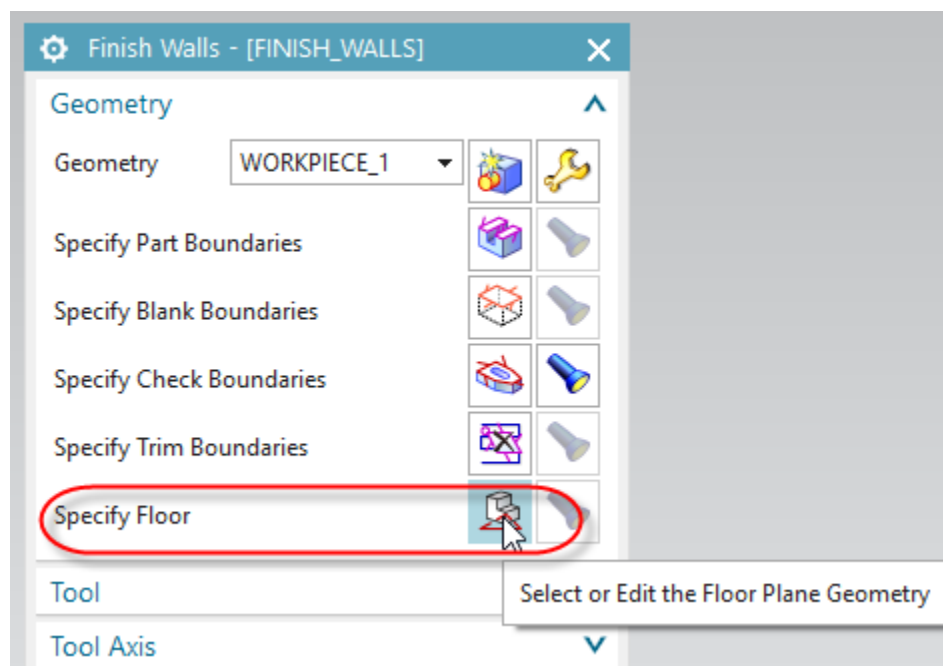 Finish Walls - [FINISH_WALLS]
Geometry
Geometry WORKPIECE_1
Specify Part Boundaries
Specify Blank Boundaries
Specify Check Boundaries
Specify Trim Boundaries
Specify Floor
Tool
Select or Edit the Floor Plane Geometry
Tool Axis